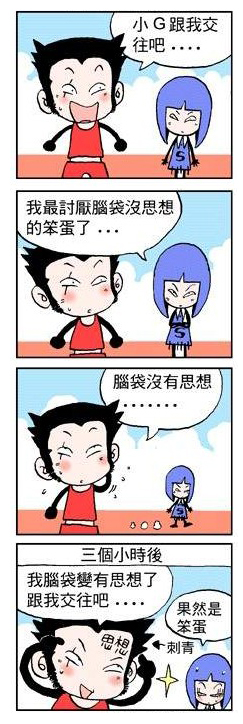 小G跟我交
往吧....
S
我最討厭腦袋沒思想
的笨蛋了...
S
腦袋沒有思想
.......
三個小時後
我腦袋變有思想了
跟我交往吧....
思想
←刺青
果然是
笨蛋